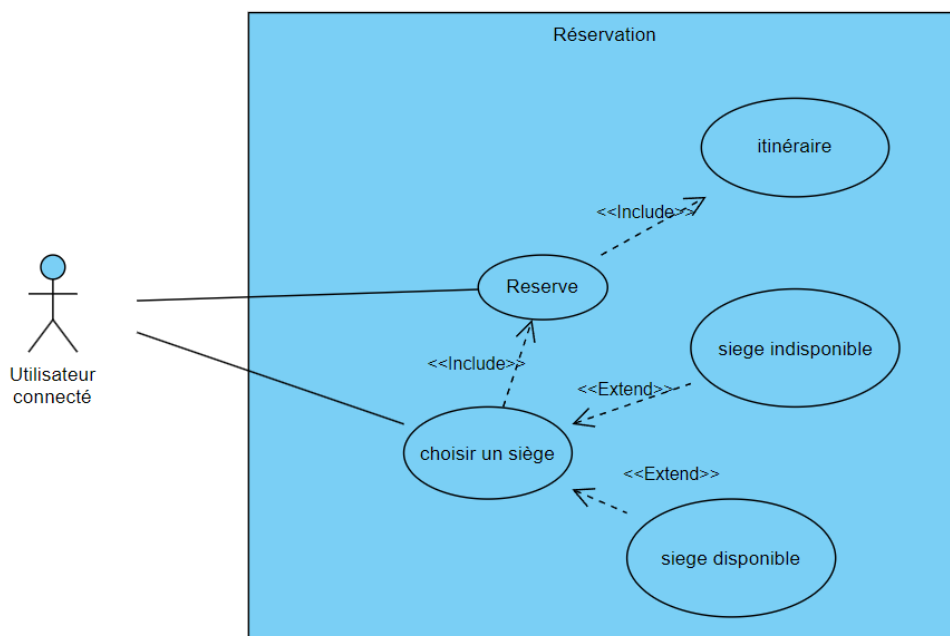 Réservation
itinéraire
<<Include>>
Reserve
siege indisponible
<<Include>>
<<Extend>>
Utilisateur
connecté
choisir un siège
<<Extend>>
siege disponible